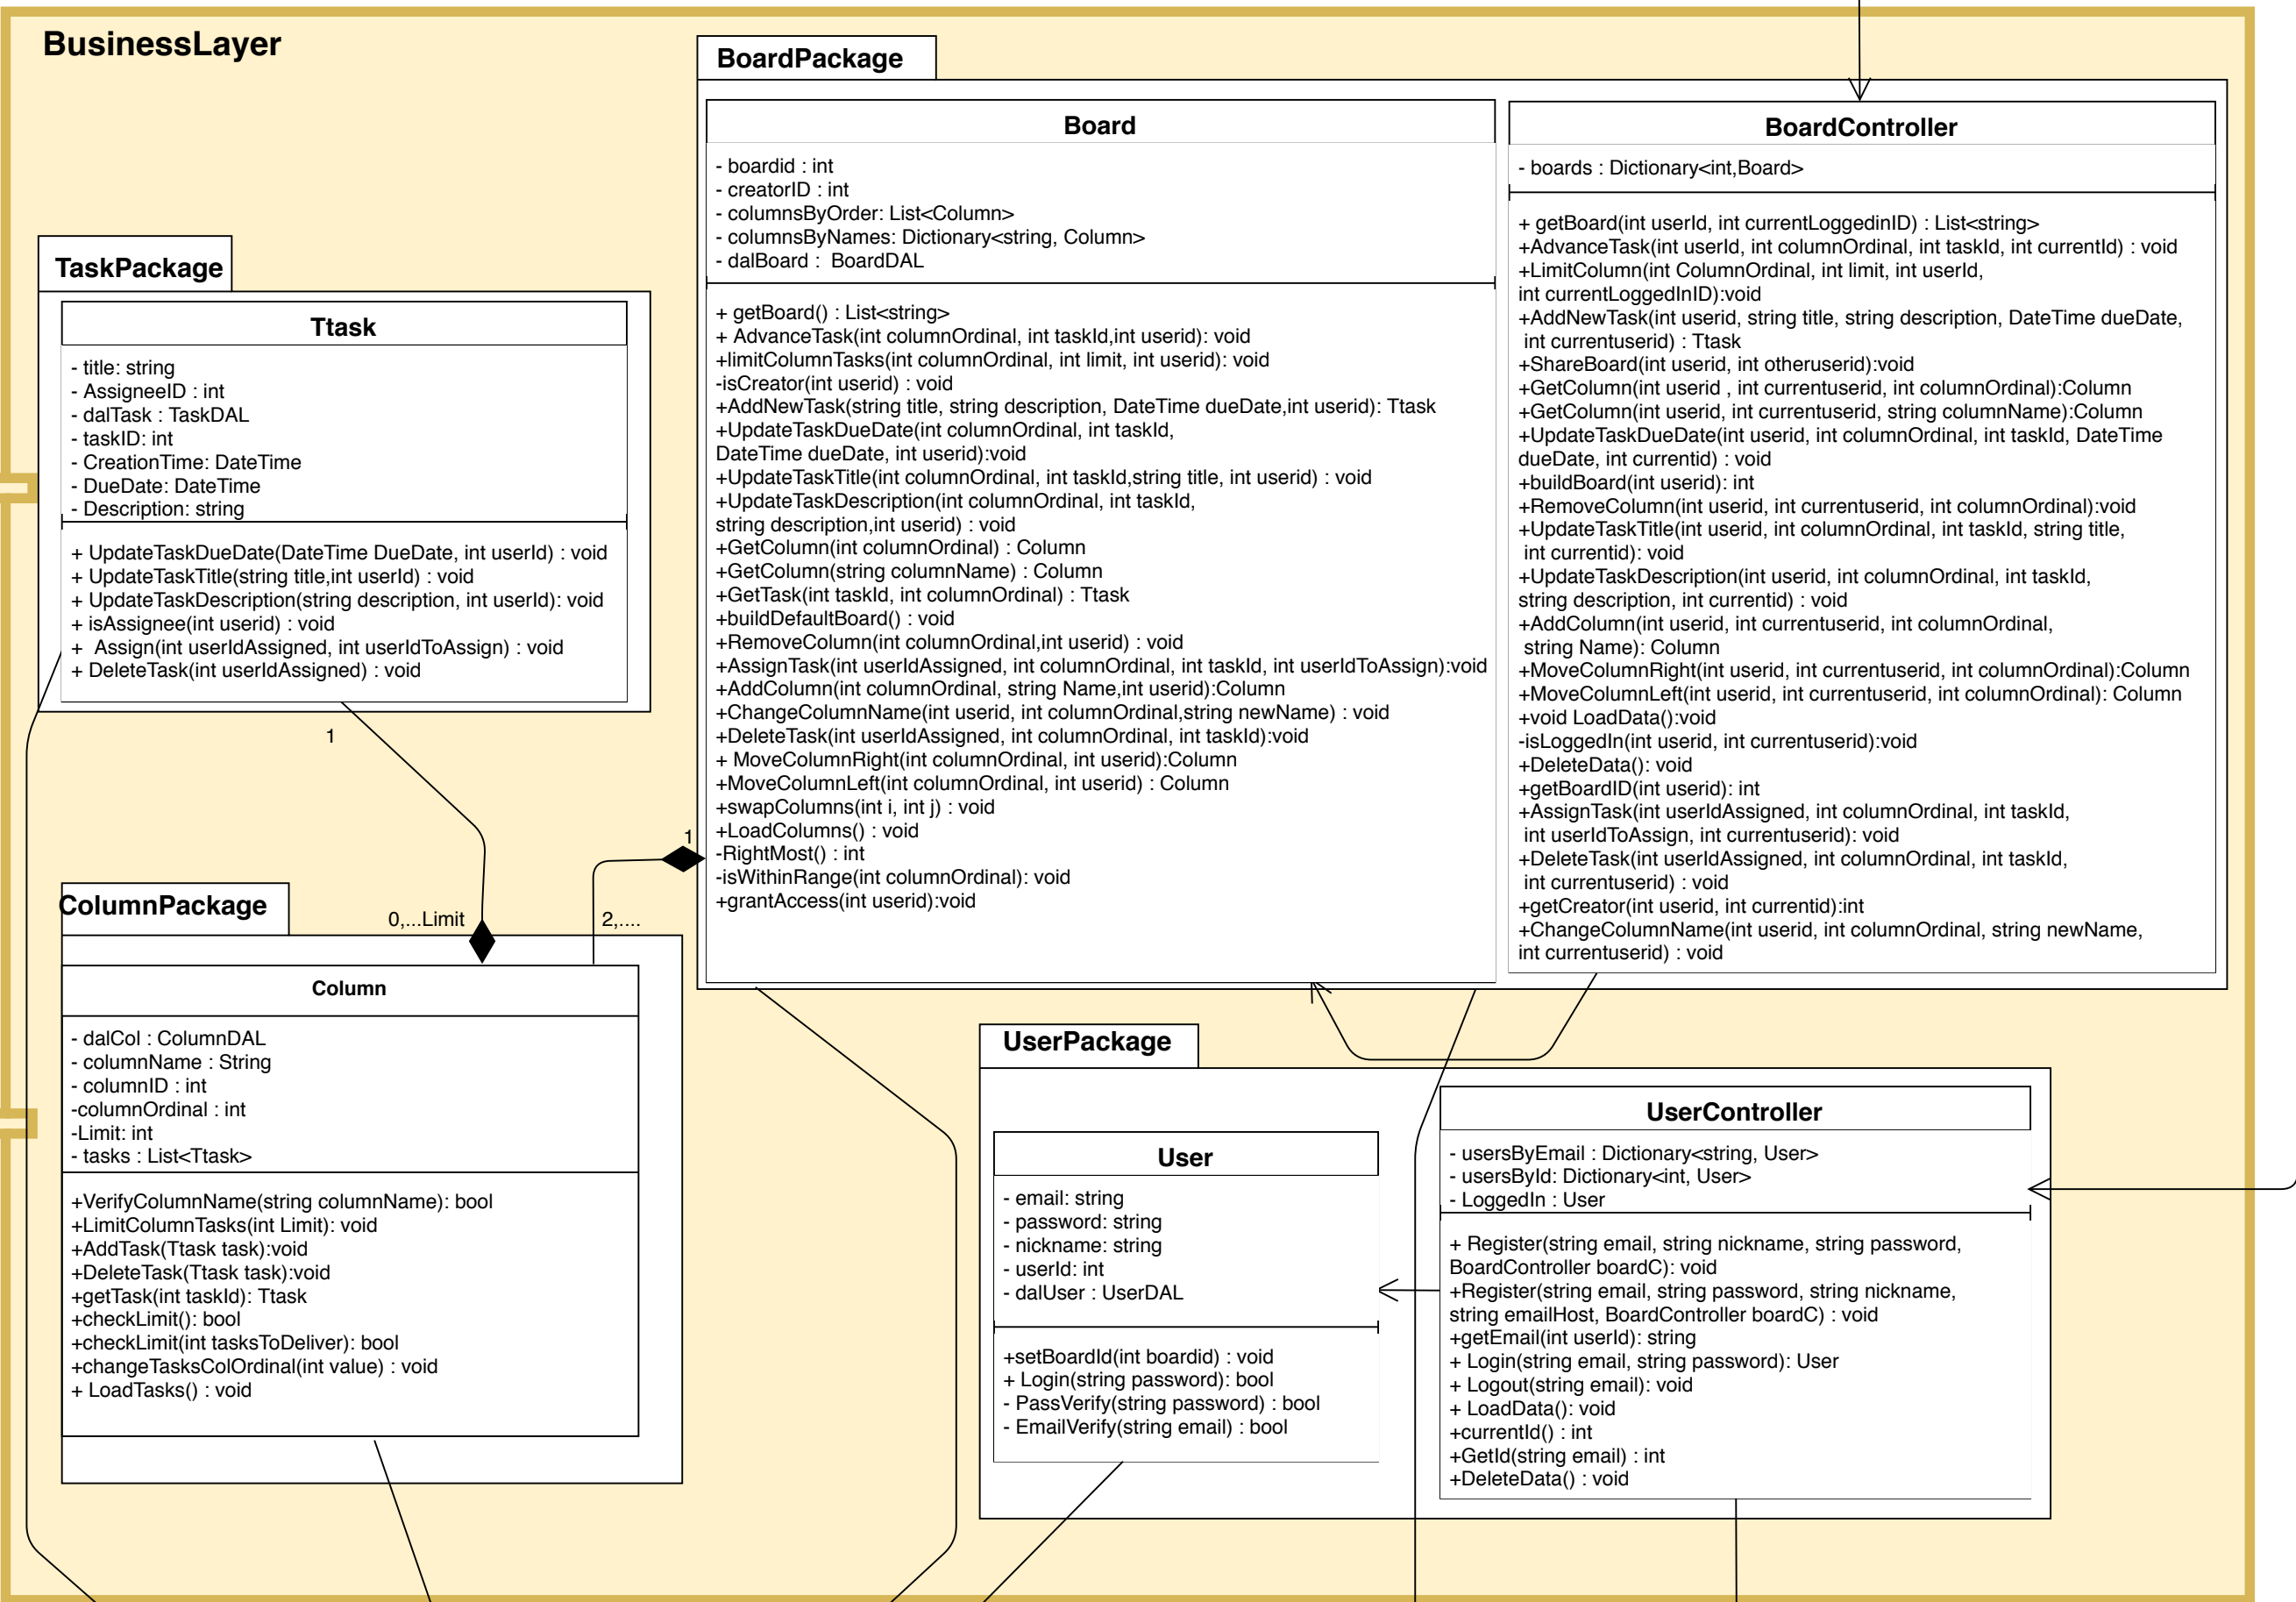 BusinessLayer
BoardPackage
Board
- boardid : int
- creatorID : int
- columnsByOrder: List<Column>
- columnsByNames: Dictionary<string, Column>
- dalBoard :  BoardDAL
+ getBoard() : List<string>
+ AdvanceTask(int columnOrdinal, int taskId,int userid): void
+limitColumnTasks(int columnOrdinal, int limit, int userid): void
-isCreator(int userid) : void
+AddNewTask(string title, string description, DateTime dueDate,int userid): Ttask
+UpdateTaskDueDate(int columnOrdinal, int taskId,
DateTime dueDate, int userid):void
+UpdateTaskTitle(int columnOrdinal, int taskId,string title, int userid) : void
+UpdateTaskDescription(int columnOrdinal, int taskId,
string description,int userid) : void
+GetColumn(int columnOrdinal) : Column
+GetColumn(string columnName) : Column
+GetTask(int taskId, int columnOrdinal) : Ttask
+buildDefaultBoard() : void
+RemoveColumn(int columnOrdinal,int userid) : void
+AssignTask(int userIdAssigned, int columnOrdinal, int taskId, int userIdToAssign):void
+AddColumn(int columnOrdinal, string Name,int userid):Column
+ChangeColumnName(int userid, int columnOrdinal,string newName) : void
+DeleteTask(int userIdAssigned, int columnOrdinal, int taskId):void
+ MoveColumnRight(int columnOrdinal, int userid):Column
+MoveColumnLeft(int columnOrdinal, int userid) : Column
+swapColumns(int i, int j) : void
+LoadColumns() : void
-RightMost() : int
-isWithinRange(int columnOrdinal): void
+grantAccess(int userid):void
BoardController
- boards : Dictionary<int,Board>
+ getBoard(int userId, int currentLoggedinID) : List<string>
+AdvanceTask(int userId, int columnOrdinal, int taskId, int currentId) : void
+LimitColumn(int ColumnOrdinal, int limit, int userId,
int currentLoggedInID):void
+AddNewTask(int userid, string title, string description, DateTime dueDate,
int currentuserid) : Ttask
+ShareBoard(int userid, int otheruserid):void
+GetColumn(int userid , int currentuserid, int columnOrdinal):Column
+GetColumn(int userid, int currentuserid, string columnName):Column
+UpdateTaskDueDate(int userid, int columnOrdinal, int taskId, DateTime
dueDate, int currentid) : void
+buildBoard(int userid): int
+RemoveColumn(int userid, int currentuserid, int columnOrdinal):void
+UpdateTaskTitle(int userid, int columnOrdinal, int taskId, string title,
int currentid): void
+UpdateTaskDescription(int userid, int columnOrdinal, int taskId,
string description, int currentid) : void
+AddColumn(int userid, int currentuserid, int columnOrdinal,
string Name): Column
+MoveColumnRight(int userid, int currentuserid, int columnOrdinal):Column
+MoveColumnLeft(int userid, int currentuserid, int columnOrdinal): Column
+void LoadData():void
-isLoggedIn(int userid, int currentuserid):void
+DeleteData(): void
+getBoardID(int userid): int
+AssignTask(int userIdAssigned, int columnOrdinal, int taskId,
int userIdToAssign, int currentuserid): void
+DeleteTask(int userIdAssigned, int columnOrdinal, int taskId,
int currentuserid) : void
+getCreator(int userid, int currentid):int
+ChangeColumnName(int userid, int columnOrdinal, string newName,
int currentuserid) : void
TaskPackage
Ttask
- title: string
- AssigneeID : int
- dalTask : TaskDAL
- taskID: int
- CreationTime: DateTime
- DueDate: DateTime
- Description: string
+ UpdateTaskDueDate(DateTime DueDate, int userId) : void
+ UpdateTaskTitle(string title,int userId) : void
+ UpdateTaskDescription(string description, int userId): void
+ isAssignee(int userid) : void
+  Assign(int userIdAssigned, int userIdToAssign) : void
+ DeleteTask(int userIdAssigned) : void
1
1
0,...Limit
2,....
ColumnPackage
Column
- dalCol : ColumnDAL
- columnName : String
- columnID : int
-columnOrdinal : int
-Limit: int
- tasks : List<Ttask>
+VerifyColumnName(string columnName): bool
+LimitColumnTasks(int Limit): void
+AddTask(Ttask task):void
+DeleteTask(Ttask task):void
+getTask(int taskId): Ttask
+checkLimit(): bool
+checkLimit(int tasksToDeliver): bool
+changeTasksColOrdinal(int value) : void
+ LoadTasks() : void
UserPackage
User
- email: string
- password: string
- nickname: string
- userId: int
- dalUser : UserDAL
+setBoardId(int boardid) : void
+ Login(string password): bool
- PassVerify(string password) : bool
- EmailVerify(string email) : bool
UserController
- usersByEmail : Dictionary<string, User>
- usersById: Dictionary<int, User>
- LoggedIn : User
+ Register(string email, string nickname, string password,
BoardController boardC): void
+Register(string email, string password, string nickname,
string emailHost, BoardController boardC) : void
+getEmail(int userId): string
+ Login(string email, string password): User
+ Logout(string email): void
+ LoadData(): void
+currentId() : int
+GetId(string email) : int
+DeleteData() : void